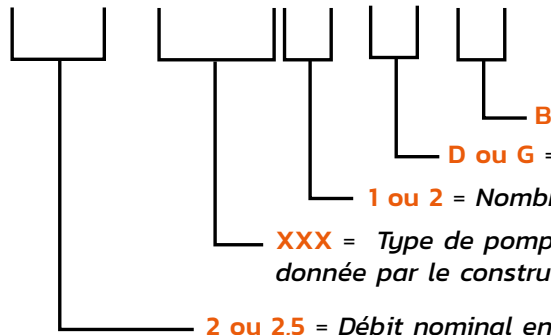 B
D ou G =
1 ou 2 = Nombr
XXX = Type de pomp
donnée par le constru
2 ou 2.5 = Débit nominal en